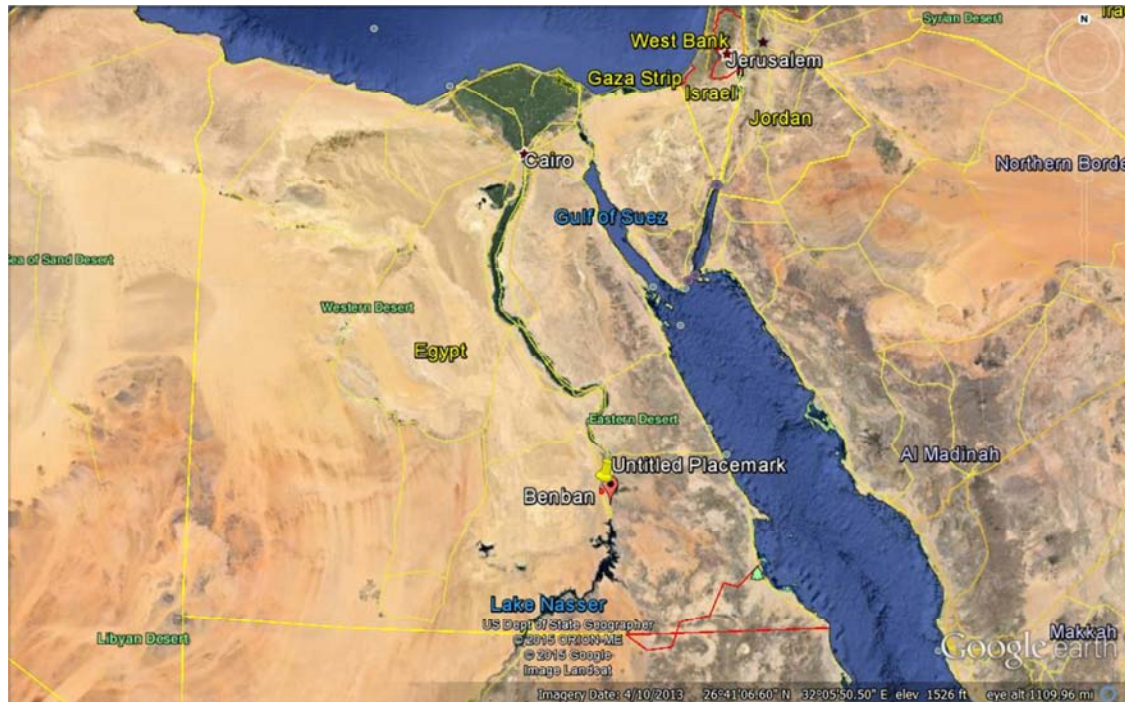 Ira
Syrian Desert
N
West Bank
Jerusalem
Gaza Strip
Israel
Jordan
Cairo
Northern Borde
Gulf of Suez
ea of Sand Desert
Western Desert
Egypt
Eastern Desert
Al Madinah
Untitled Placemark
Benban
Lake Nasser
US Dept of State Geographer
© 2015 ORION-ME
© 2015 Google
Image Landsat
Libyan Desert
Makkah
Google earth
Imagery Date: 4/10/2013 26°41'06.60" N 32°05'50.50" E elev 1526 ft eye alt 1109.96 mi